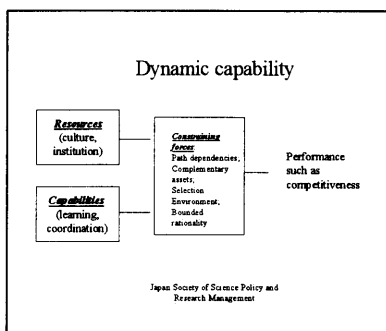 Dynamic capability
Resources
(culture,
institution)
Capabilities
(learning,
coordination)
Constraining
forces
Path dependencies;
Complementary
assets;
Selection
Environment;
Bounded
rationality
Performance
such as
competitiveness
Japan Society of Science Policy and
Research Management